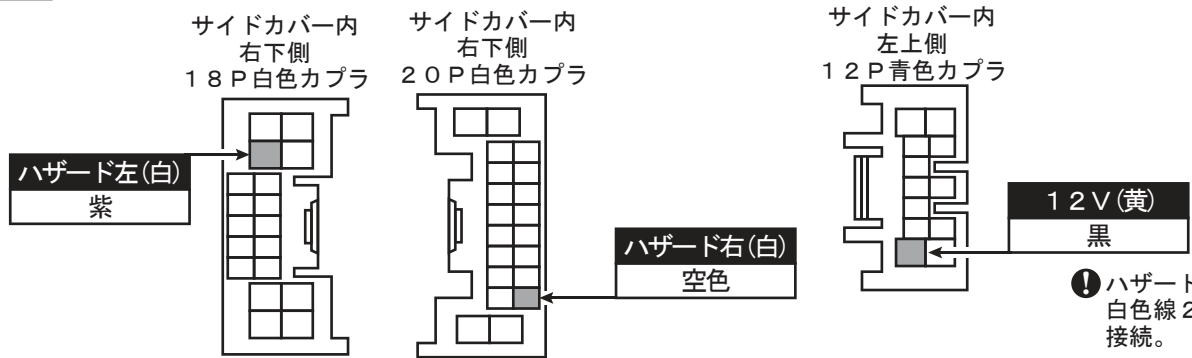 サイドカバー内
右下側
１８Ｐ白色カプラ
サイドカバー内
右下側
２０Ｐ白色カプラ
サイドカバー内
左上側
１２Ｐ青色カプラ
ハザード左(白)
紫
ハザード右(白)
空色
１２Ｖ(黄)
黒
ハザード
白色線２
接続。